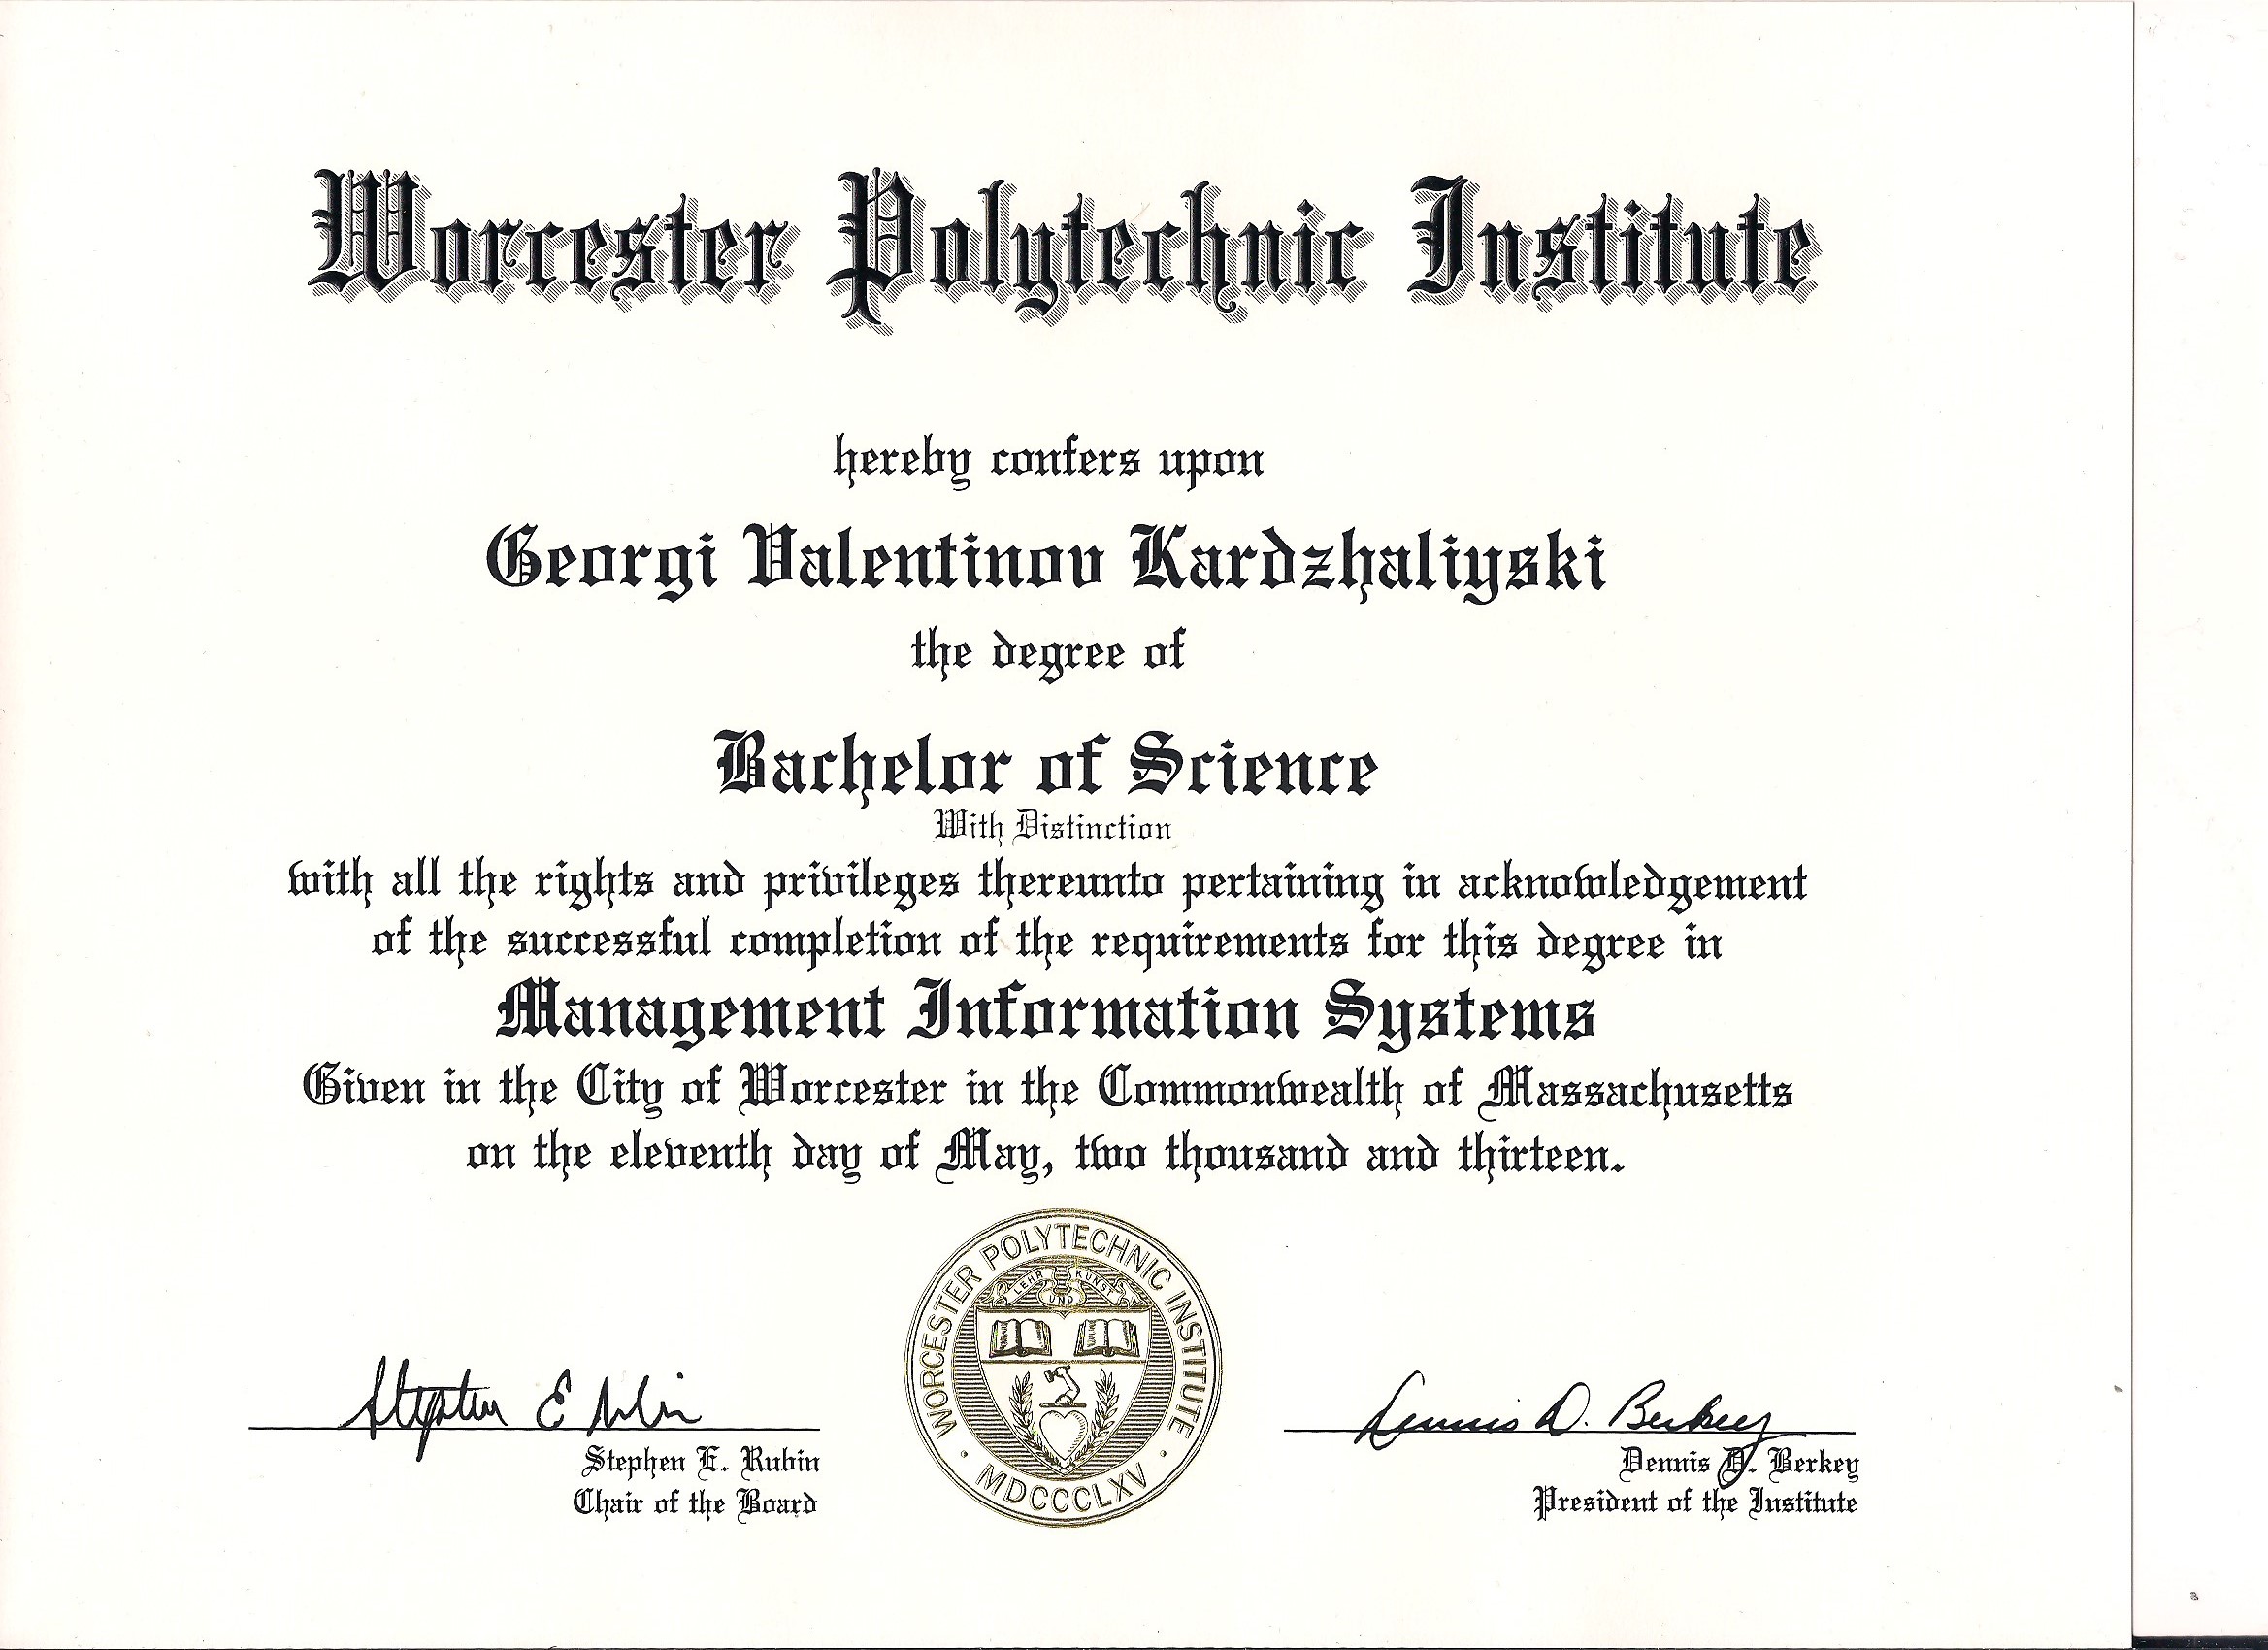 Worcester Polytechnic Institute
hereby confers upon
Georgi Valentinov Kardzhaliyski
the degree of
Bachelor of Science
With Distinction
with all the rights and privileges thereunto pertaining in acknowledgement
of the successful completion of the requirements for this degree in
Management Information Systems
Given in the City of Worcester in the Commonwealth of Massachusetts
on the eleventh day of May, two thousand and thirteen.
WORCESTER POLYTECHNIC INSTITUTE
LEHR UND KUNST
MDCCCLXV
Stephen E Rubin
Dennis D. Berkey
Stephen E. Rubin
Chair of the Board
Dennis D. Berkey
President of the Institute